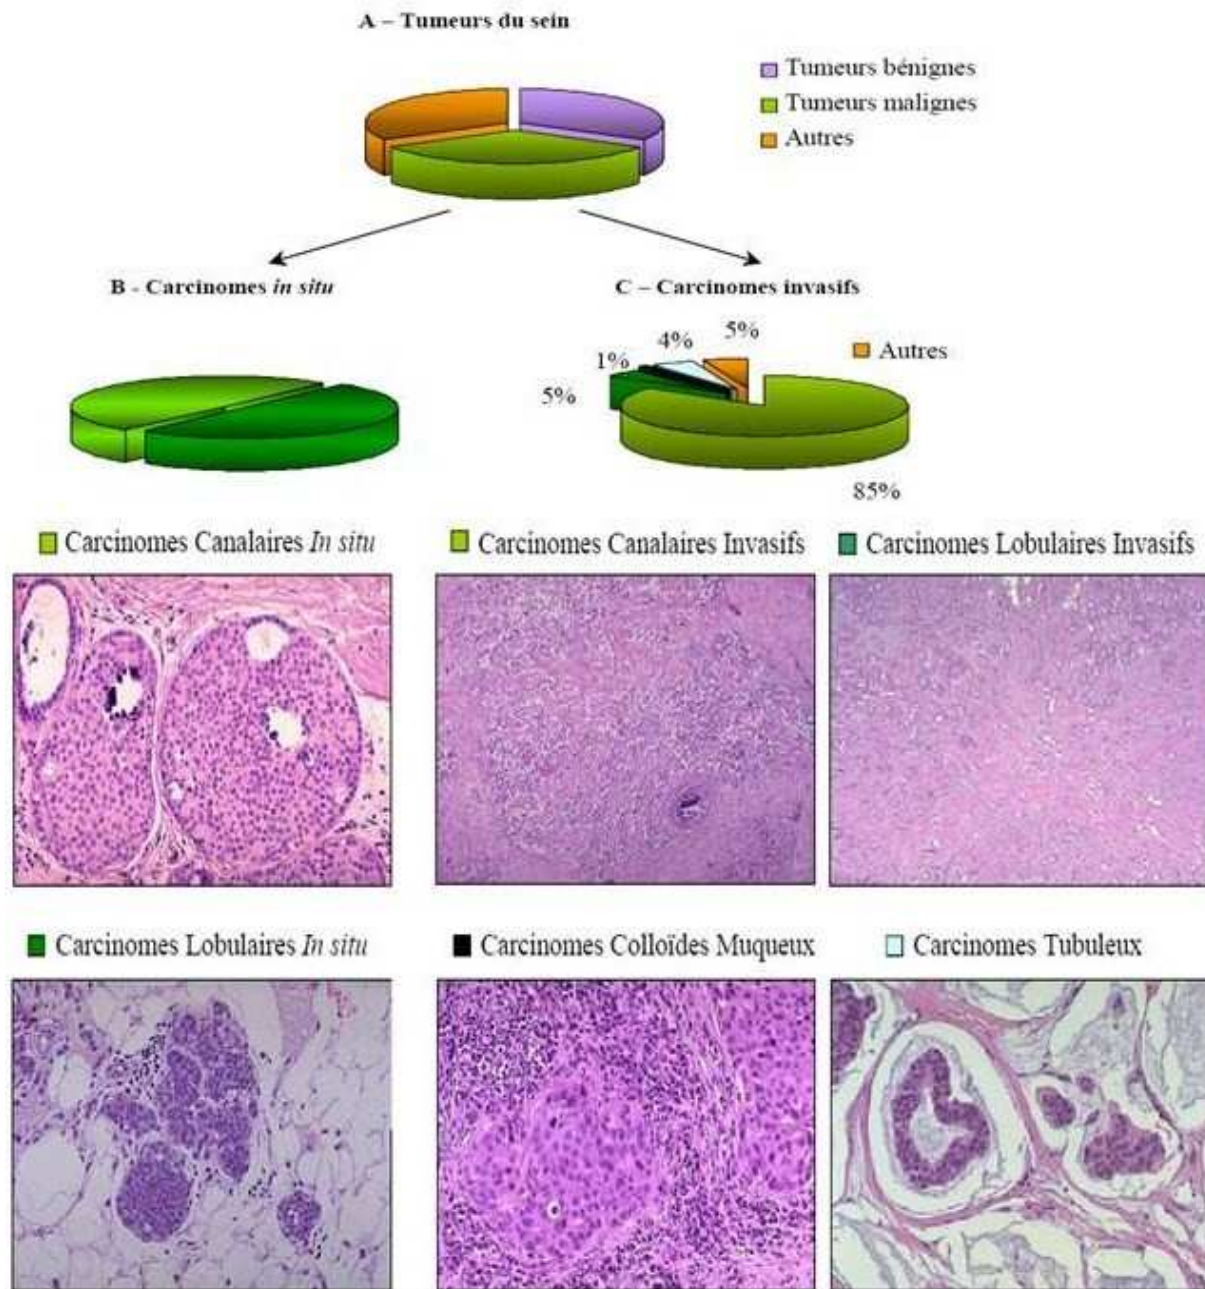 A – Tumeurs du sein
Tumeurs bénignes
Tumeurs malignes
Autres
B - Carcinomes in situ
C – Carcinomes invasifs
5%
4%
1%
5%
Autres
85%
Carcinomes Canalaires In situ
Carcinomes Canalaires Invasifs
Carcinomes Lobulaires Invasifs
Carcinomes Lobulaires In situ
Carcinomes Colloïdes Muqueux
Carcinomes Tubuleux